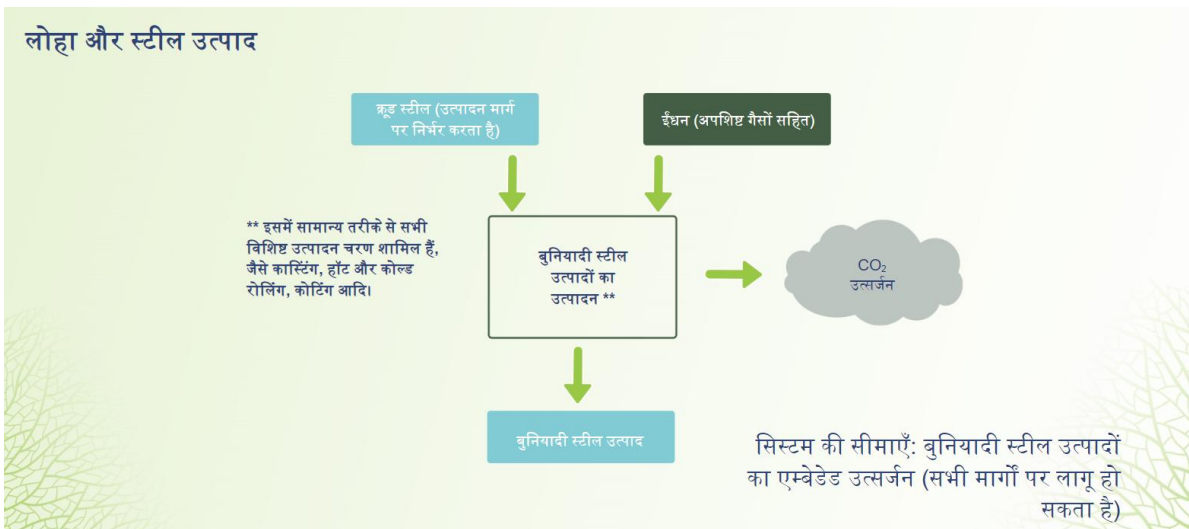 लोहा और स्टील उत्पाद
क्रूड स्टील (उत्पादन मार्ग
पर निर्भर करता है)
ईंधन (अपशिष्ट गैसों सहित)
** इसमें सामान्य तरीके से सभी
विशिष्ट उत्पादन चरण शामिल हैं,
जैसे कास्टिंग, हॉट और कोल्ड
रोलिंग, कोटिंग आदि।
बुनियादी स्टील
उत्पादों का
उत्पादन **
CO₂
उत्सर्जन
बुनियादी स्टील उत्पाद
सिस्टम की सीमाएँ: बुनियादी स्टील उत्पादों
का एम्बेडेड उत्सर्जन (सभी मार्गों पर लागू हो
सकता है)